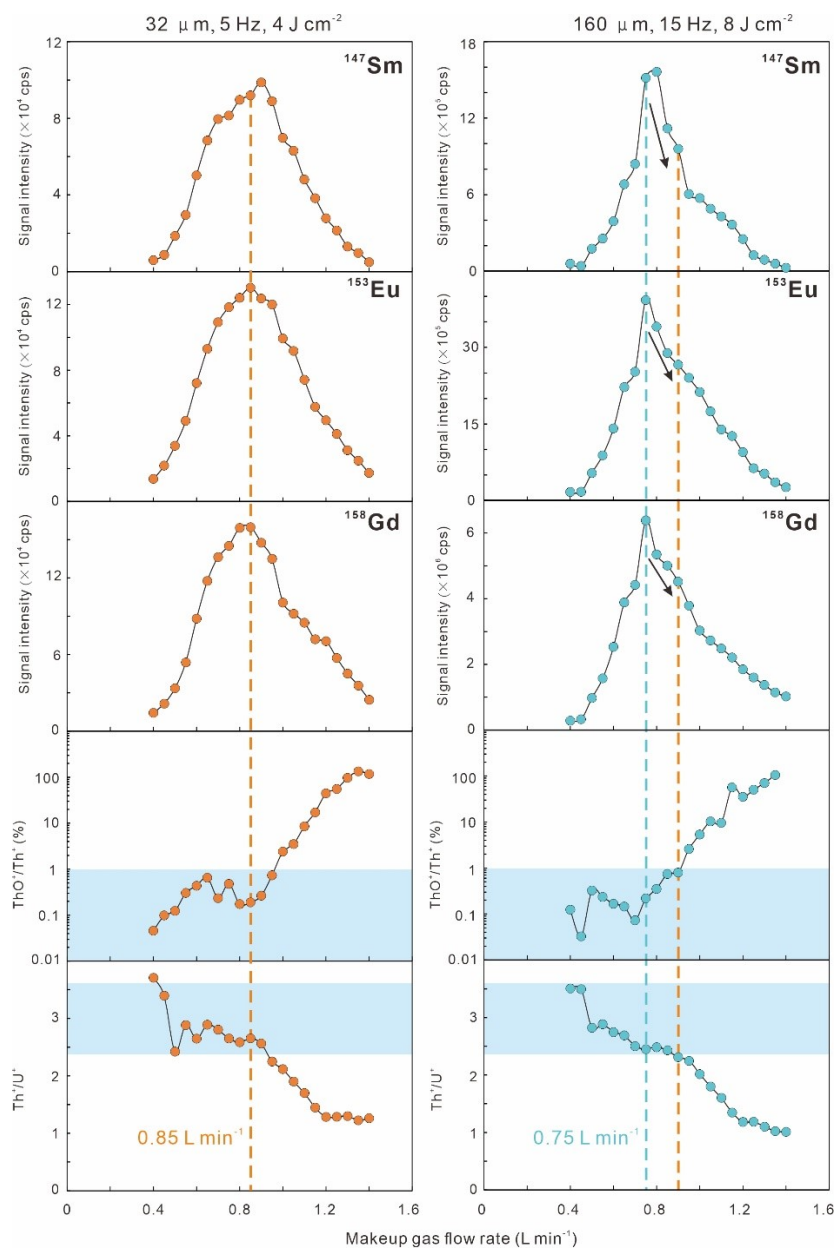 32 μm, 5 Hz, 4 J cm⁻²
160 μm, 15 Hz, 8 J cm⁻²
Signal intensity (×10⁴ cps)
12
8
4
0
¹⁴⁷Sm
Signal intensity (×10⁵ cps)
18
12
6
0
¹⁴⁷Sm
Signal intensity (×10⁴ cps)
12
8
4
0
¹⁵³Eu
Signal intensity (×10⁵ cps)
30
15
0
¹⁵³Eu
Signal intensity (×10⁴ cps)
12
6
0
¹⁵⁸Gd
Signal intensity (×10⁶ cps)
6
4
2
0
¹⁵⁸Gd
ThO⁺/Th⁺ (%)
100
10
1
0.1
0.01
ThO⁺/Th⁺ (%)
100
10
1
0.1
0.01
Th⁺/U⁺
3
2
1
0
0.85 L min⁻¹
Th⁺/U⁺
3
2
1
0
0.75 L min⁻¹
0 0.4 0.8 1.2 1.6
0 0.4 0.8 1.2 1.6
Makeup gas flow rate (L min⁻¹)